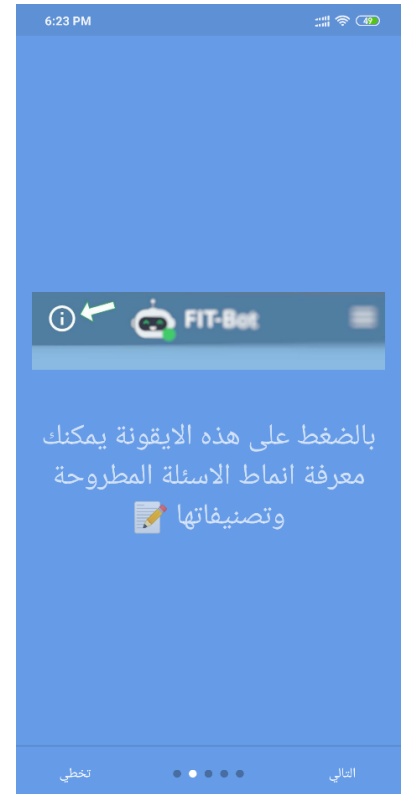 6:23 PM
49
FIT-Bot
بالضغط على هذه الايقونة يمكنك
معرفة انماط الاسئلة المطروحة
وتصنيفاتها 📝
التالي
تخطي